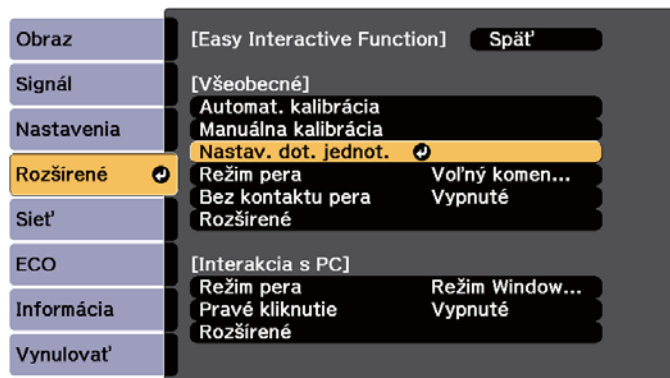 Obraz
Signál
Nastavenia
Rozšírené
Sieť
ECO
Informácia
Vynulovať
[Easy Interactive Function] Späť
[Všeobecné]
Automat. kalibrácia
Manuálna kalibrácia
Nastav. dot. jednot.
Režim pera Voľný komen...
Bez kontaktu pera Vypnuté
Rozšírené
[Interakcia s PC]
Režim pera Režim Window...
Pravé kliknutie Vypnuté
Rozšírené